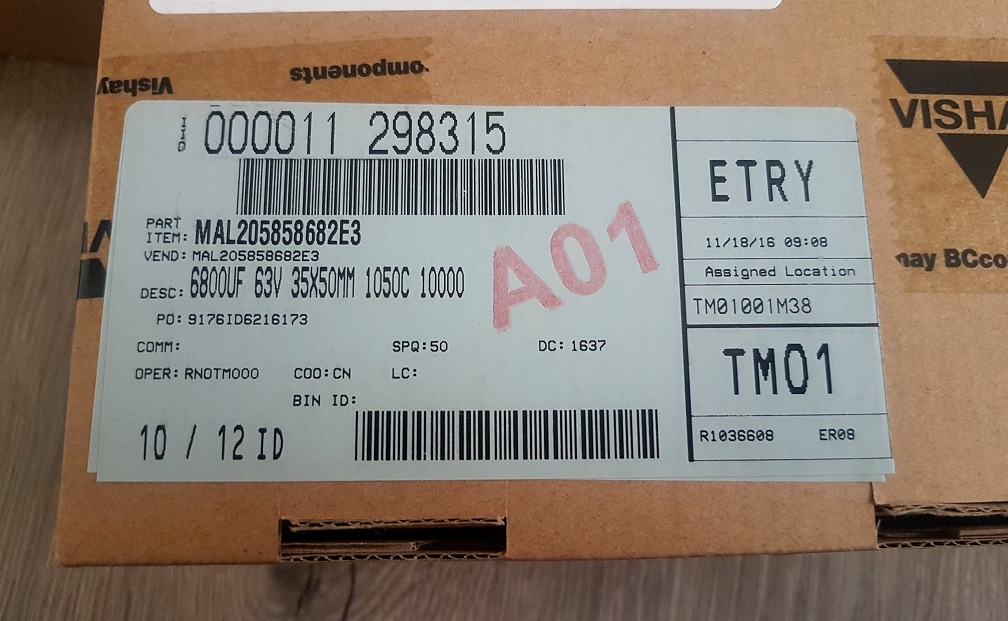 Vishay
omponents
VISHA
nay BCco
IID 000011 298315
PART ITEM: MAL205858682E3
VEND: MAL205858682E3
DESC: 6800UF 63V 35X50MM 1050C 10000
PO: 9176ID6216173
COMM: SPQ:50 DC: 1637
OPER: RNOTM000 COO:CN LC:
BIN ID:
10 / 12 ID
A01
ETRY
11/18/16 09:08
Assigned Location
TM01001M38
TM01
R1036608 ER08